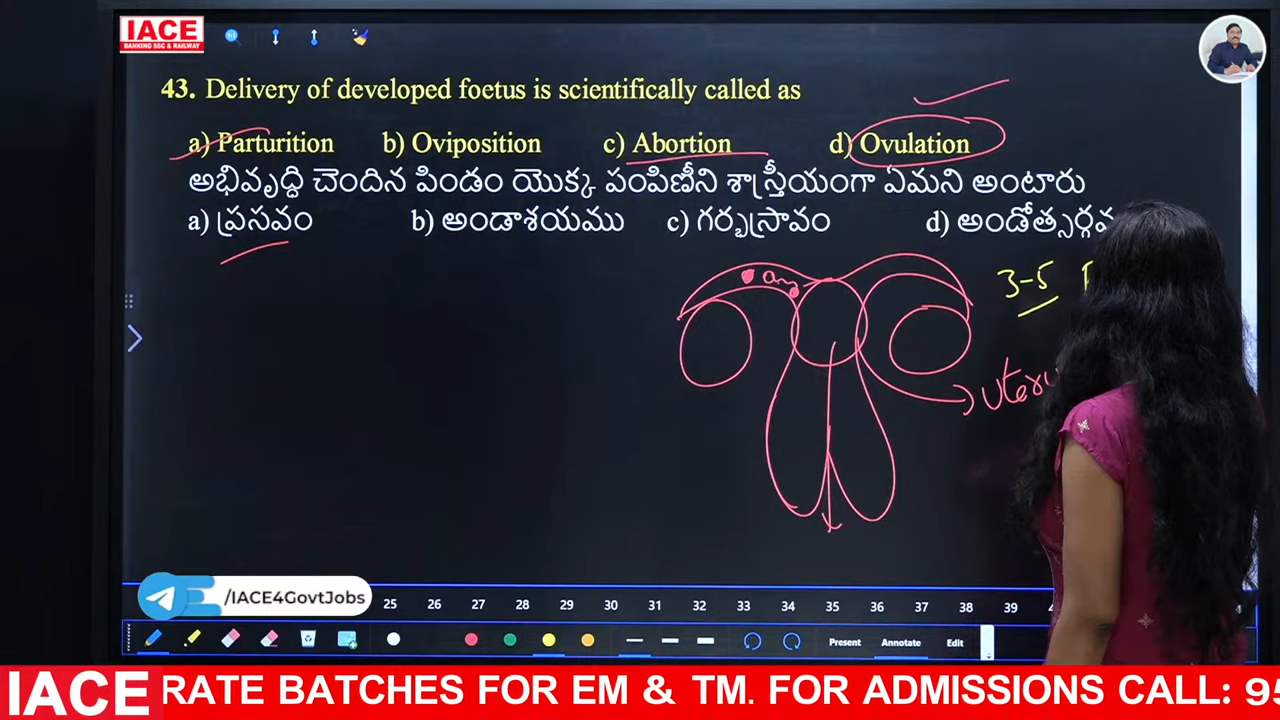 IACE
BANKING SSC & RAILWAY
43. Delivery of developed foetus is scientifically called as
a) Parturition b) Oviposition c) Abortion d) Ovulation
అభివృద్ధి చెందిన పిండం యొక్క పంపిణీని శాస్త్రీయంగా ఏమని అంటారు
a) ప్రసవం b) అండాశయము c) గర్భస్రావం d)
3-5
uteru
/IACE4GovtJobs 25 26 27 28 29 30 31 32 33 34 35 36 37 38 39
Present Annotate Edit
IACE RATE BATCHES FOR EM & TM. FOR ADMISSIONS CALL: 95